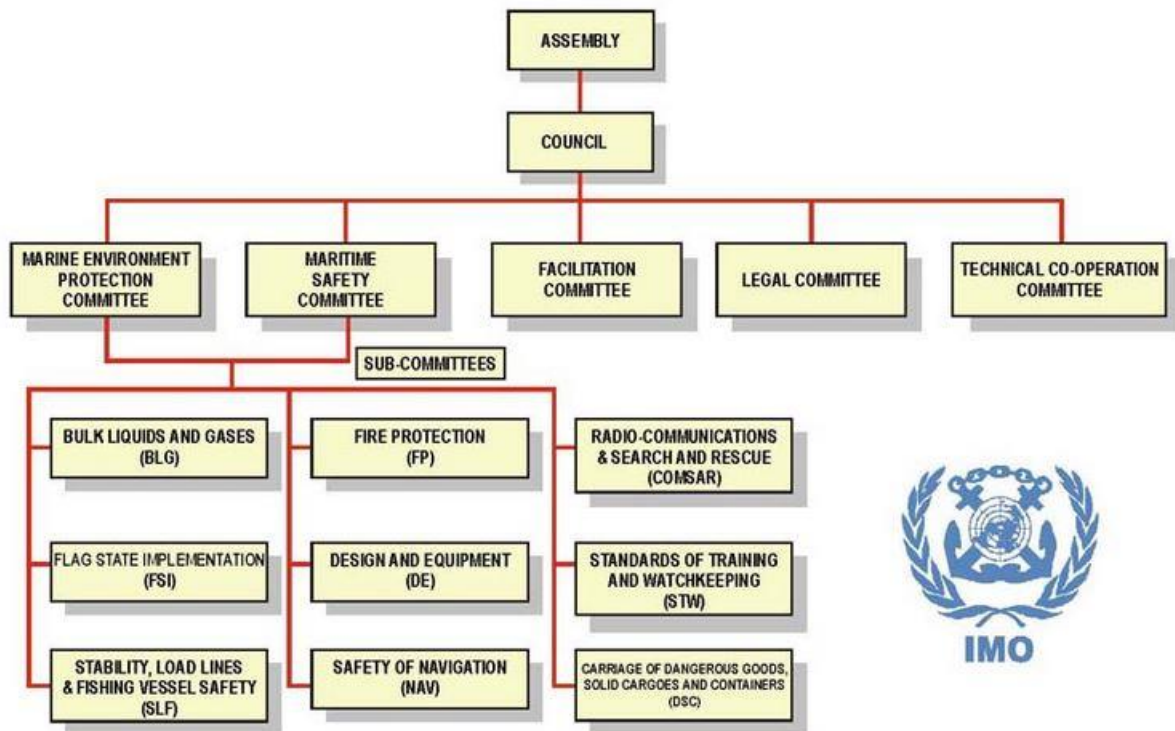 ASSEMBLY
COUNCIL
MARINE ENVIRONMENT
PROTECTION
COMMITTEE
MARITIME
SAFETY
COMMITTEE
FACILITATION
COMMITTEE
LEGAL COMMITTEE
TECHNICAL CO-OPERATION
COMMITTEE
SUB-COMMITTEES
BULK LIQUIDS AND GASES
(BLG)
FIRE PROTECTION
(FP)
RADIO-COMMUNICATIONS
& SEARCH AND RESCUE
(COMSAR)
FLAG STATE IMPLEMENTATION
(FSI)
DESIGN AND EQUIPMENT
(DE)
STANDARDS OF TRAINING
AND WATCHKEEPING
(STW)
STABILITY, LOAD LINES
& FISHING VESSEL SAFETY
(SLF)
SAFETY OF NAVIGATION
(NAV)
CARRIAGE OF DANGEROUS GOODS,
SOLID CARGOES AND CONTAINERS
(DSC)
IMO